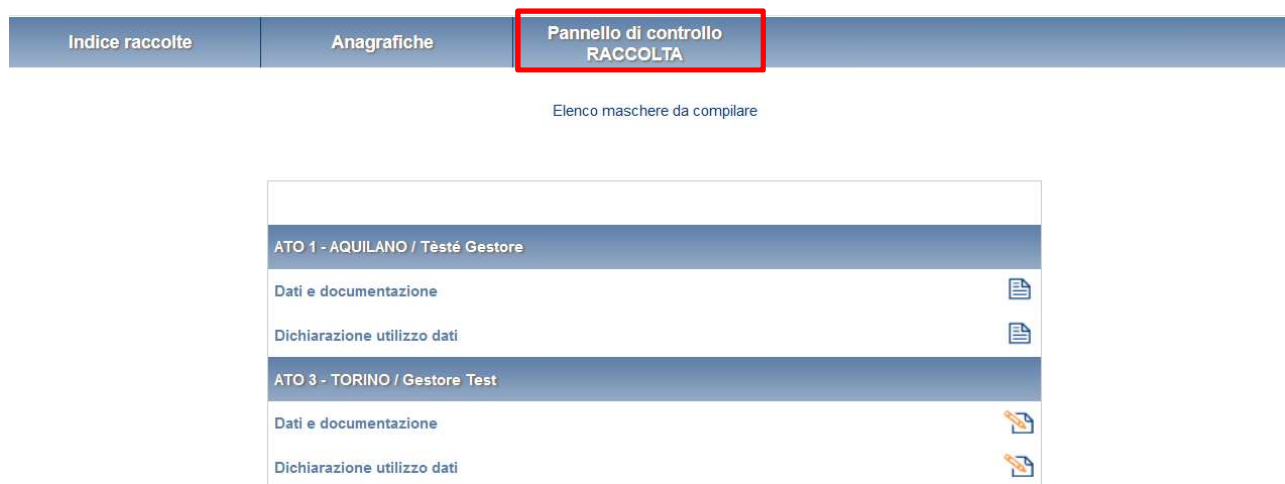 Indice raccolte
Anagrafiche
Pannello di controllo
RACCOLTA
Elenco maschere da compilare
ATO 1 - AQUILANO / Tèsté Gestore
Dati e documentazione
Dichiarazione utilizzo dati
ATO 3 - TORINO / Gestore Test
Dati e documentazione
Dichiarazione utilizzo dati